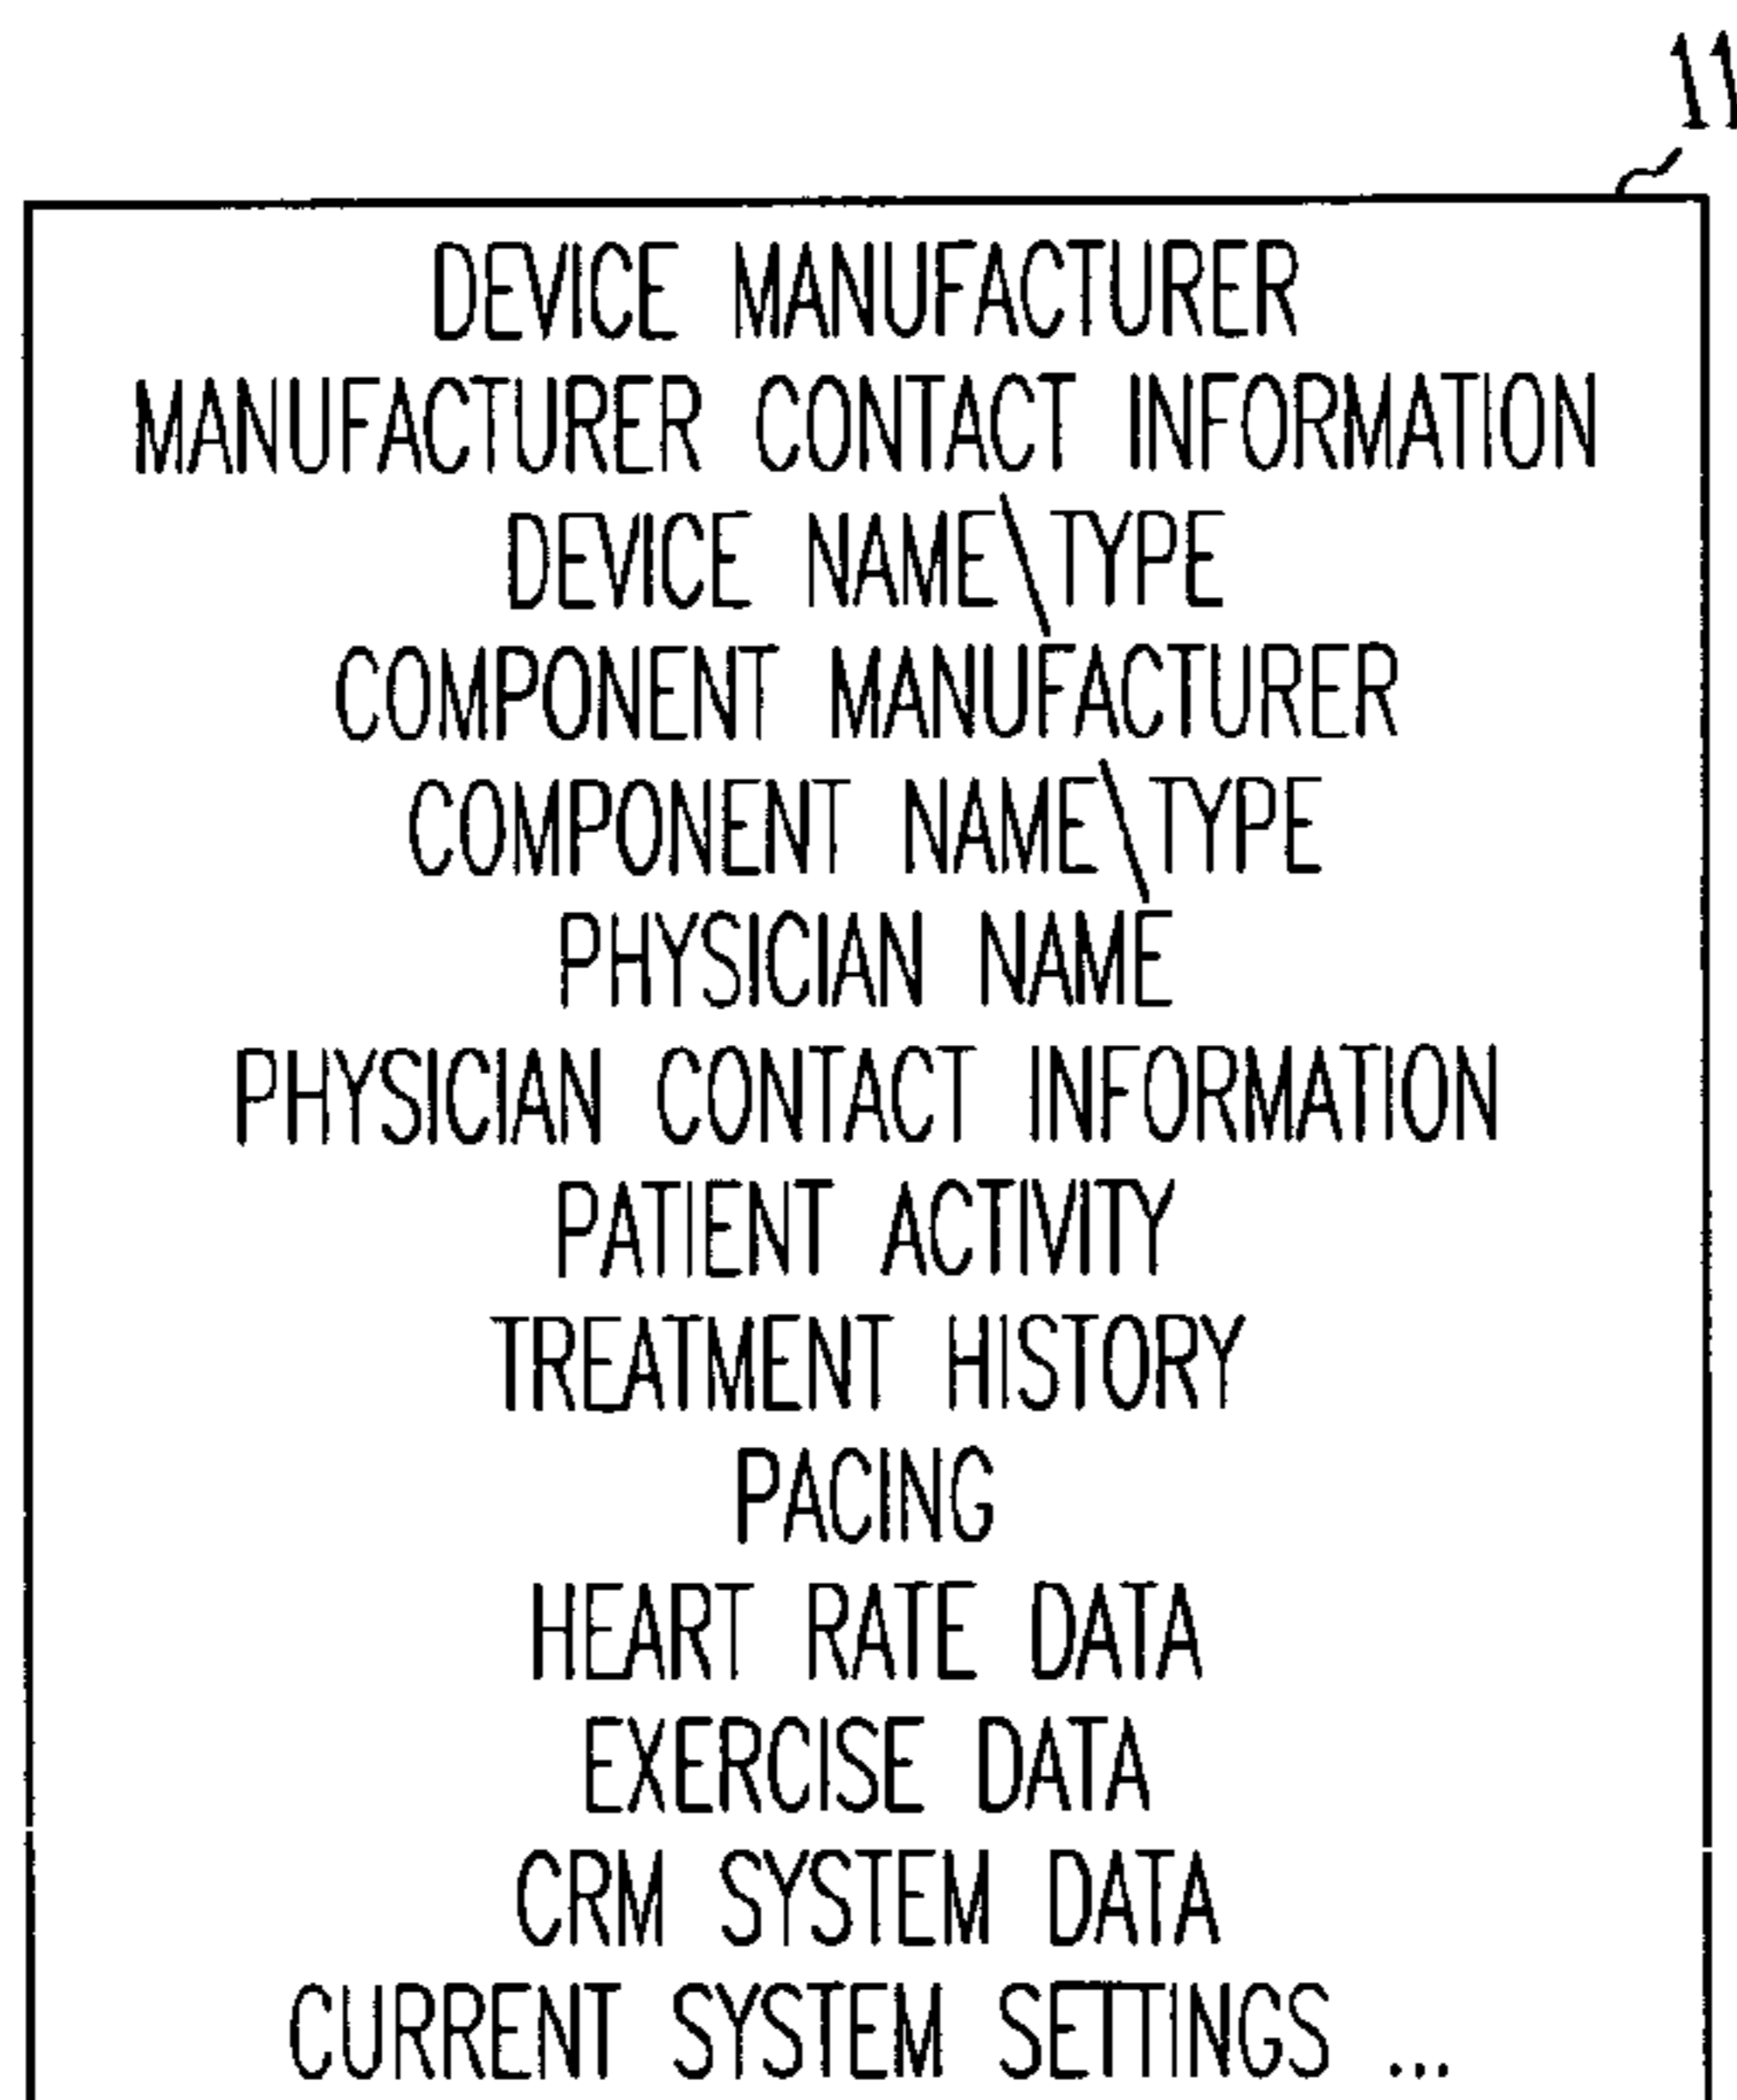 11
DEVICE MANUFACTURER
MANUFACTURER CONTACT INFORMATION
DEVICE NAME\TYPE
COMPONENT MANUFACTURER
COMPONENT NAME\TYPE
PHYSICIAN NAME
PHYSICIAN CONTACT INFORMATION
PATIENT ACTIVITY
TREATMENT HISTORY
PACING
HEART RATE DATA
EXERCISE DATA
CRM SYSTEM DATA
CURRENT SYSTEM SETTINGS ...